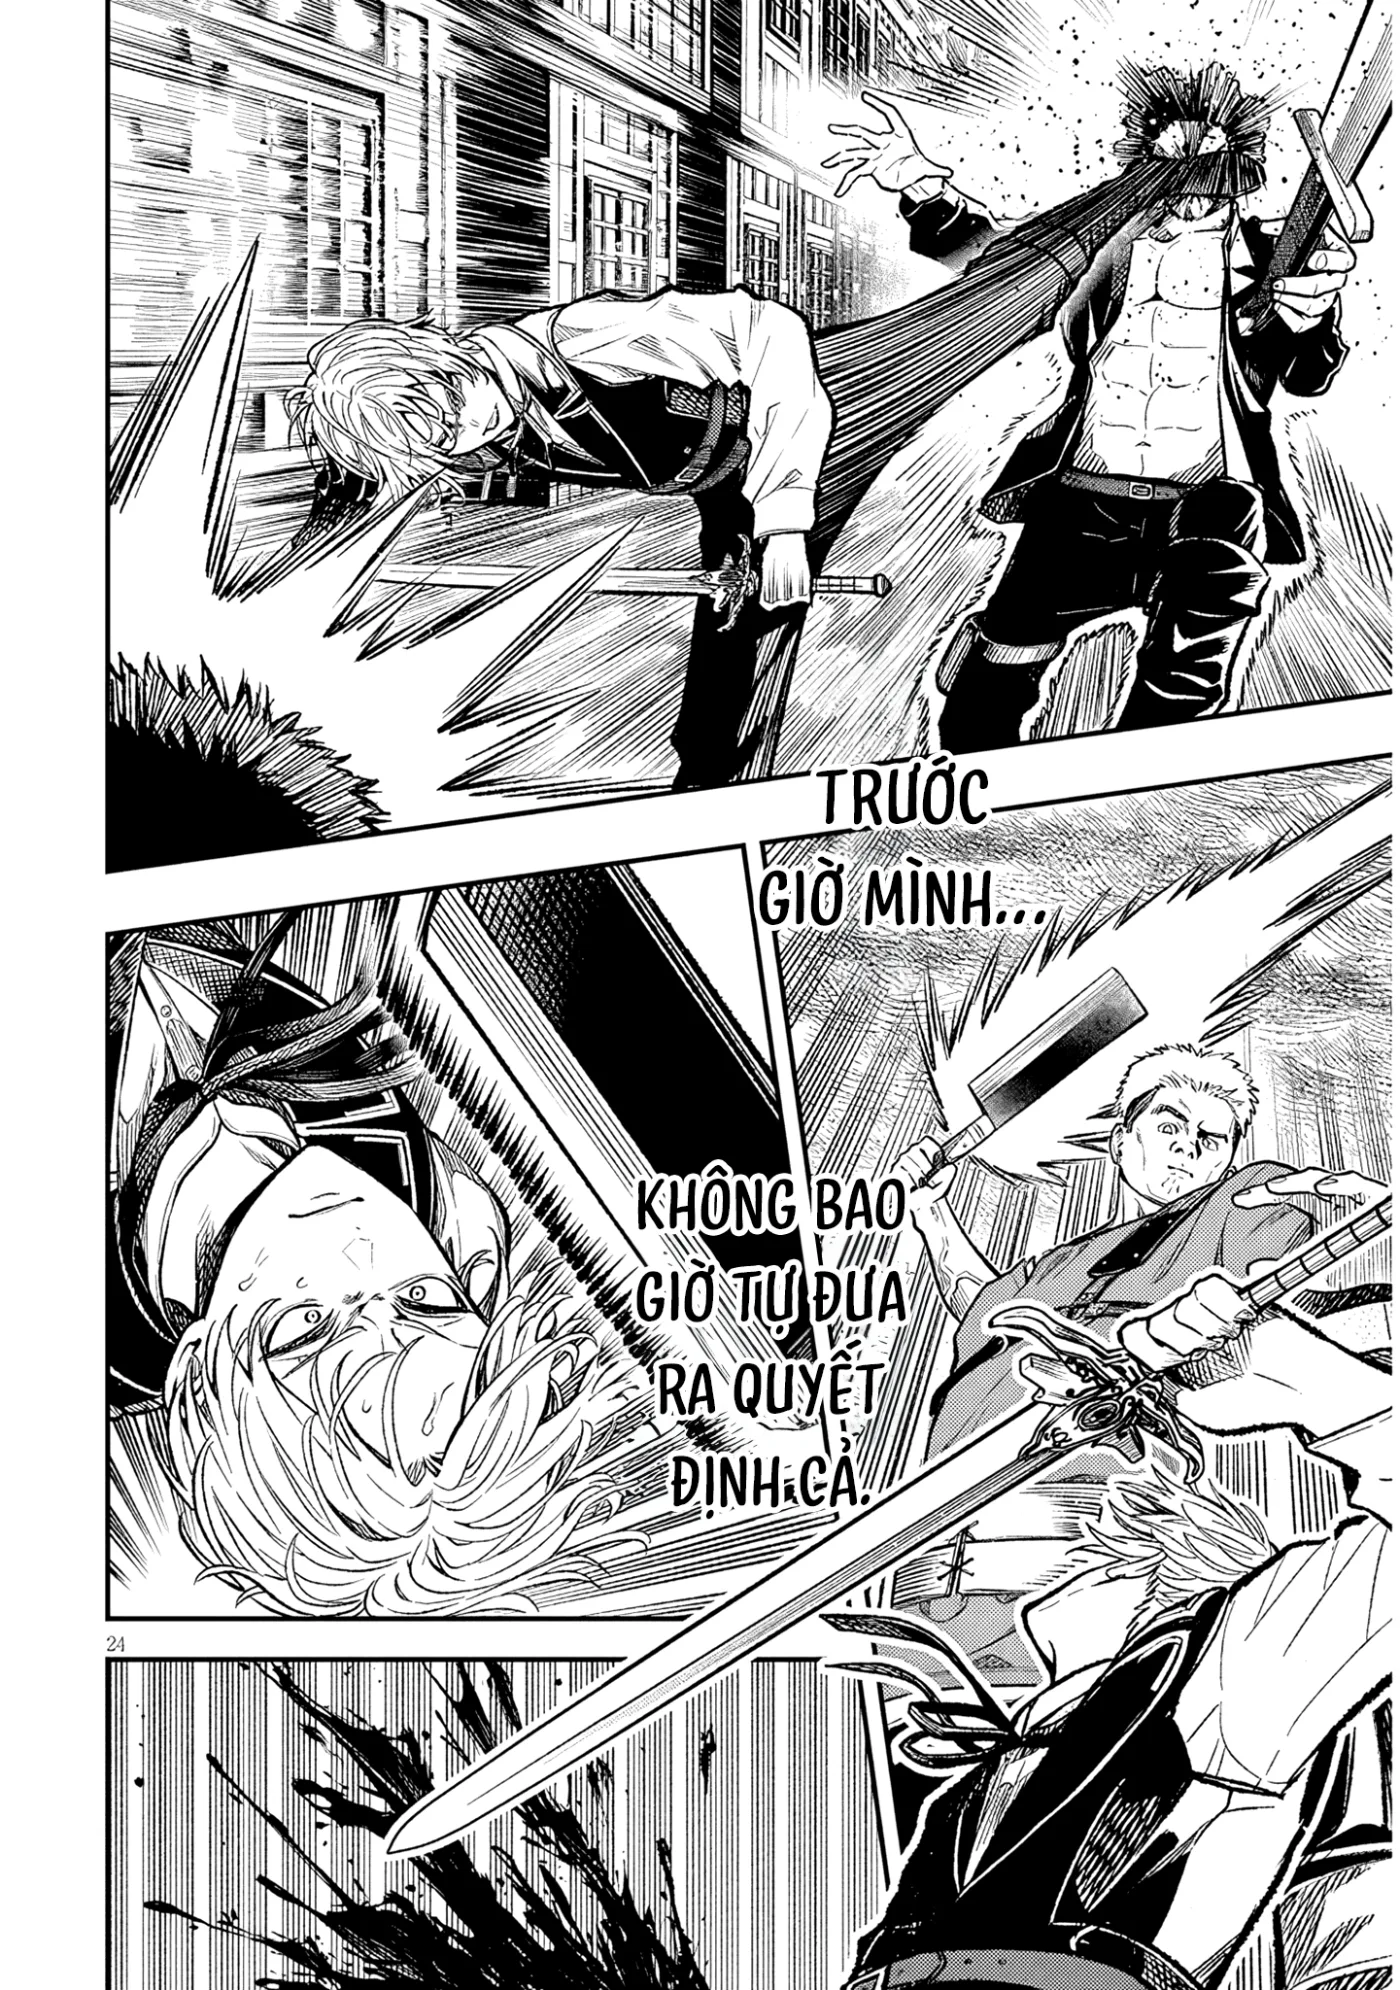 TRƯỚC
GIỜ MÌNH...
KHÔNG BAO
GIỜ TỰ ĐƯA
RA QUYẾT
ĐỊNH CẢ.
24